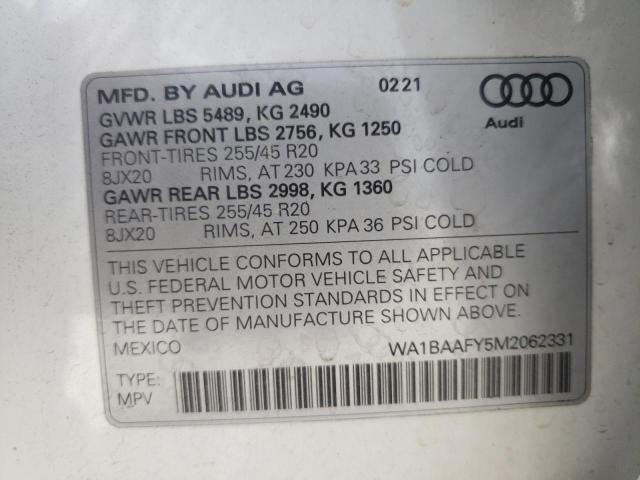 MFD. BY AUDI AG 0221
GVWR LBS 5489, KG 2490
GAWR FRONT LBS 2756, KG 1250
FRONT-TIRES 255/45 R20
8JX20 RIMS, AT 230 KPA 33 PSI COLD
GAWR REAR LBS 2998, KG 1360
REAR-TIRES 255/45 R20
8JX20 RIMS, AT 250 KPA 36 PSI COLD
Audi
THIS VEHICLE CONFORMS TO ALL APPLICABLE
U.S. FEDERAL MOTOR VEHICLE SAFETY AND
THEFT PREVENTION STANDARDS IN EFFECT ON
THE DATE OF MANUFACTURE SHOWN ABOVE.
MEXICO WA1BAAFY5M2062331
TYPE:
MPV